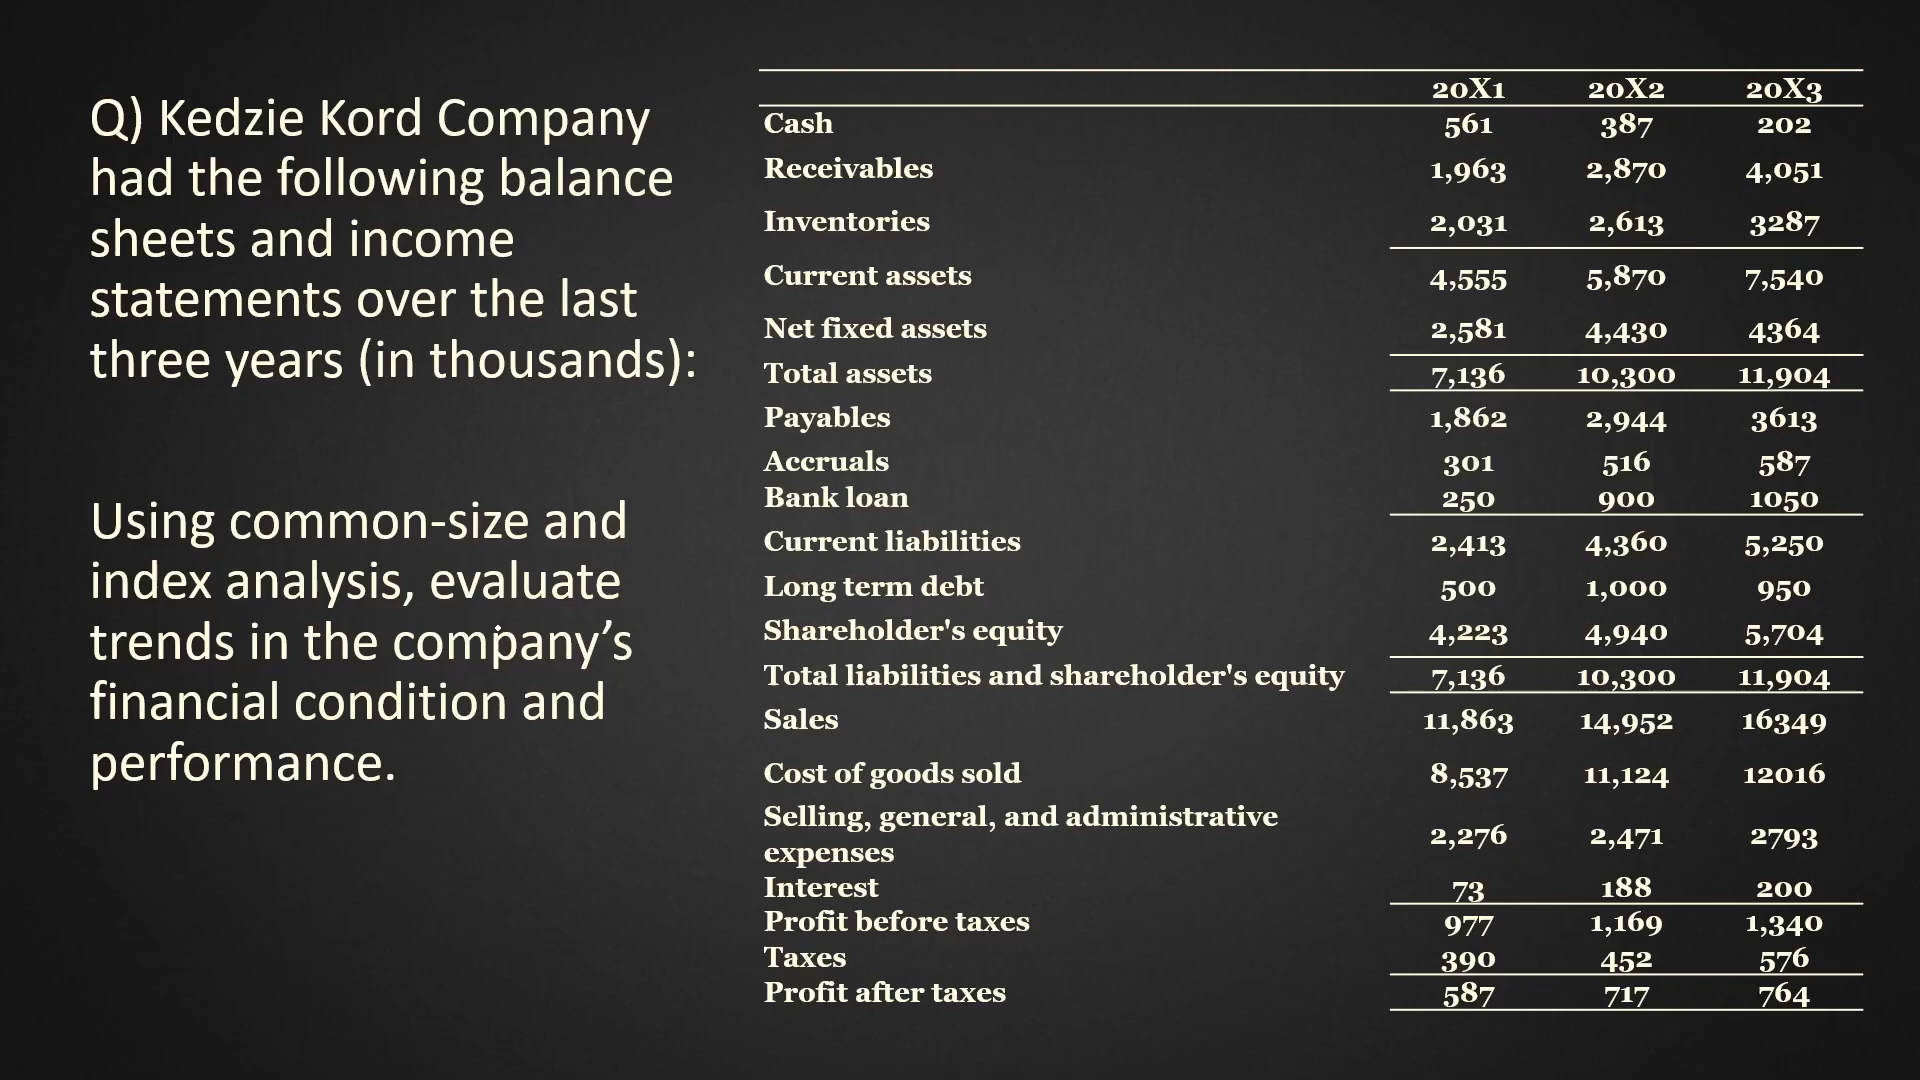 Q) Kedzie Kord Company
had the following balance
sheets and income
statements over the last
three years (in thousands):
Using common-size and
index analysis, evaluate
trends in the company’s
financial condition and
performance.
20X1 20X2 20X3
Cash 561 387 202
Receivables 1,963 2,870 4,051
Inventories 2,031 2,613 3287
Current assets 4,555 5,870 7,540
Net fixed assets 2,581 4,430 4364
Total assets 7,136 10,300 11,904
Payables 1,862 2,944 3613
Accruals 301 516 587
Bank loan 250 900 1050
Current liabilities 2,413 4,360 5,250
Long term debt 500 1,000 950
Shareholder's equity 4,223 4,940 5,704
Total liabilities and shareholder's equity 7,136 10,300 11,904
Sales 11,863 14,952 16349
Cost of goods sold 8,537 11,124 12016
Selling, general, and administrative
expenses 2,276 2,471 2793
Interest 73 188 200
Profit before taxes 977 1,169 1,340
Taxes 390 452 576
Profit after taxes 587 717 764